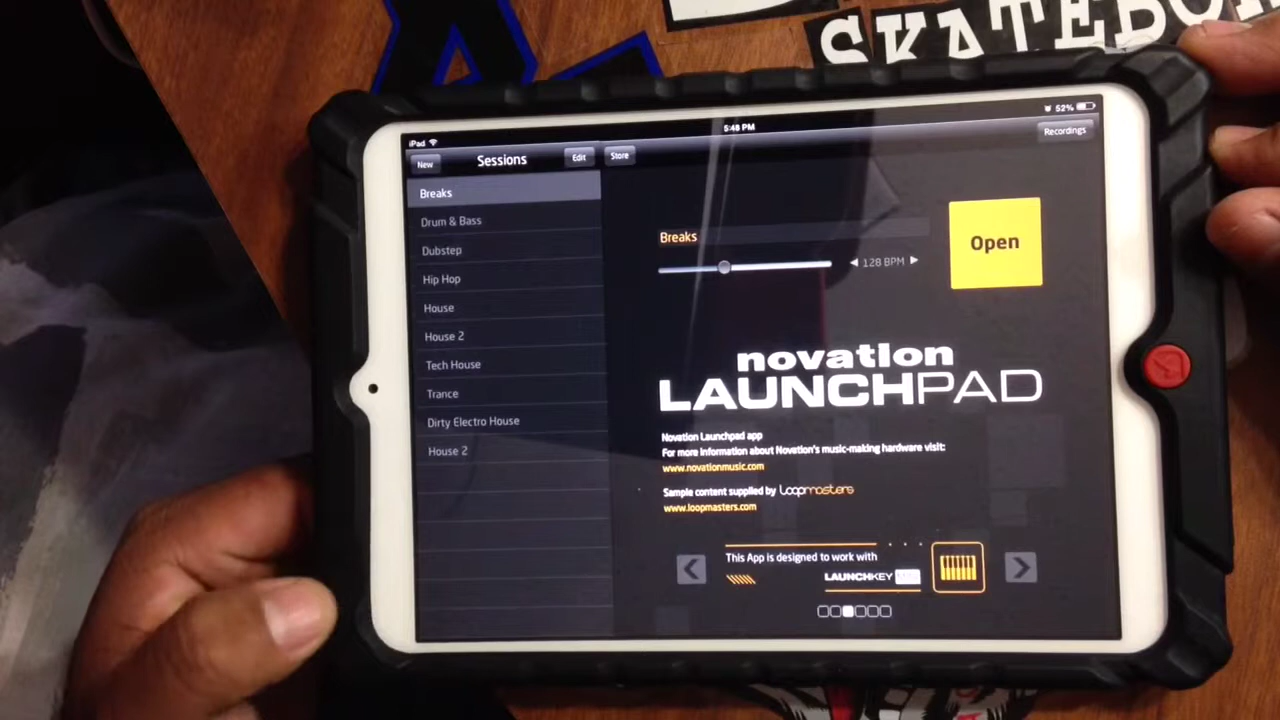 SKATEBO
iPad
5:48 PM
52%
New
Sessions
Edit
Store
Recordings
Breaks
Drum & Bass
Dubstep
Hip Hop
House
House 2
Tech House
Trance
Dirty Electro House
House 2
Breaks
128 BPM
Open
novation
LAUNCHPAD
Novation Launchpad app
For more information about Novation's music-making hardware visit:
www.novationmusic.com
Sample content supplied by Loopmasters
www.loopmasters.com
This App is designed to work with
LAUNCHKEY